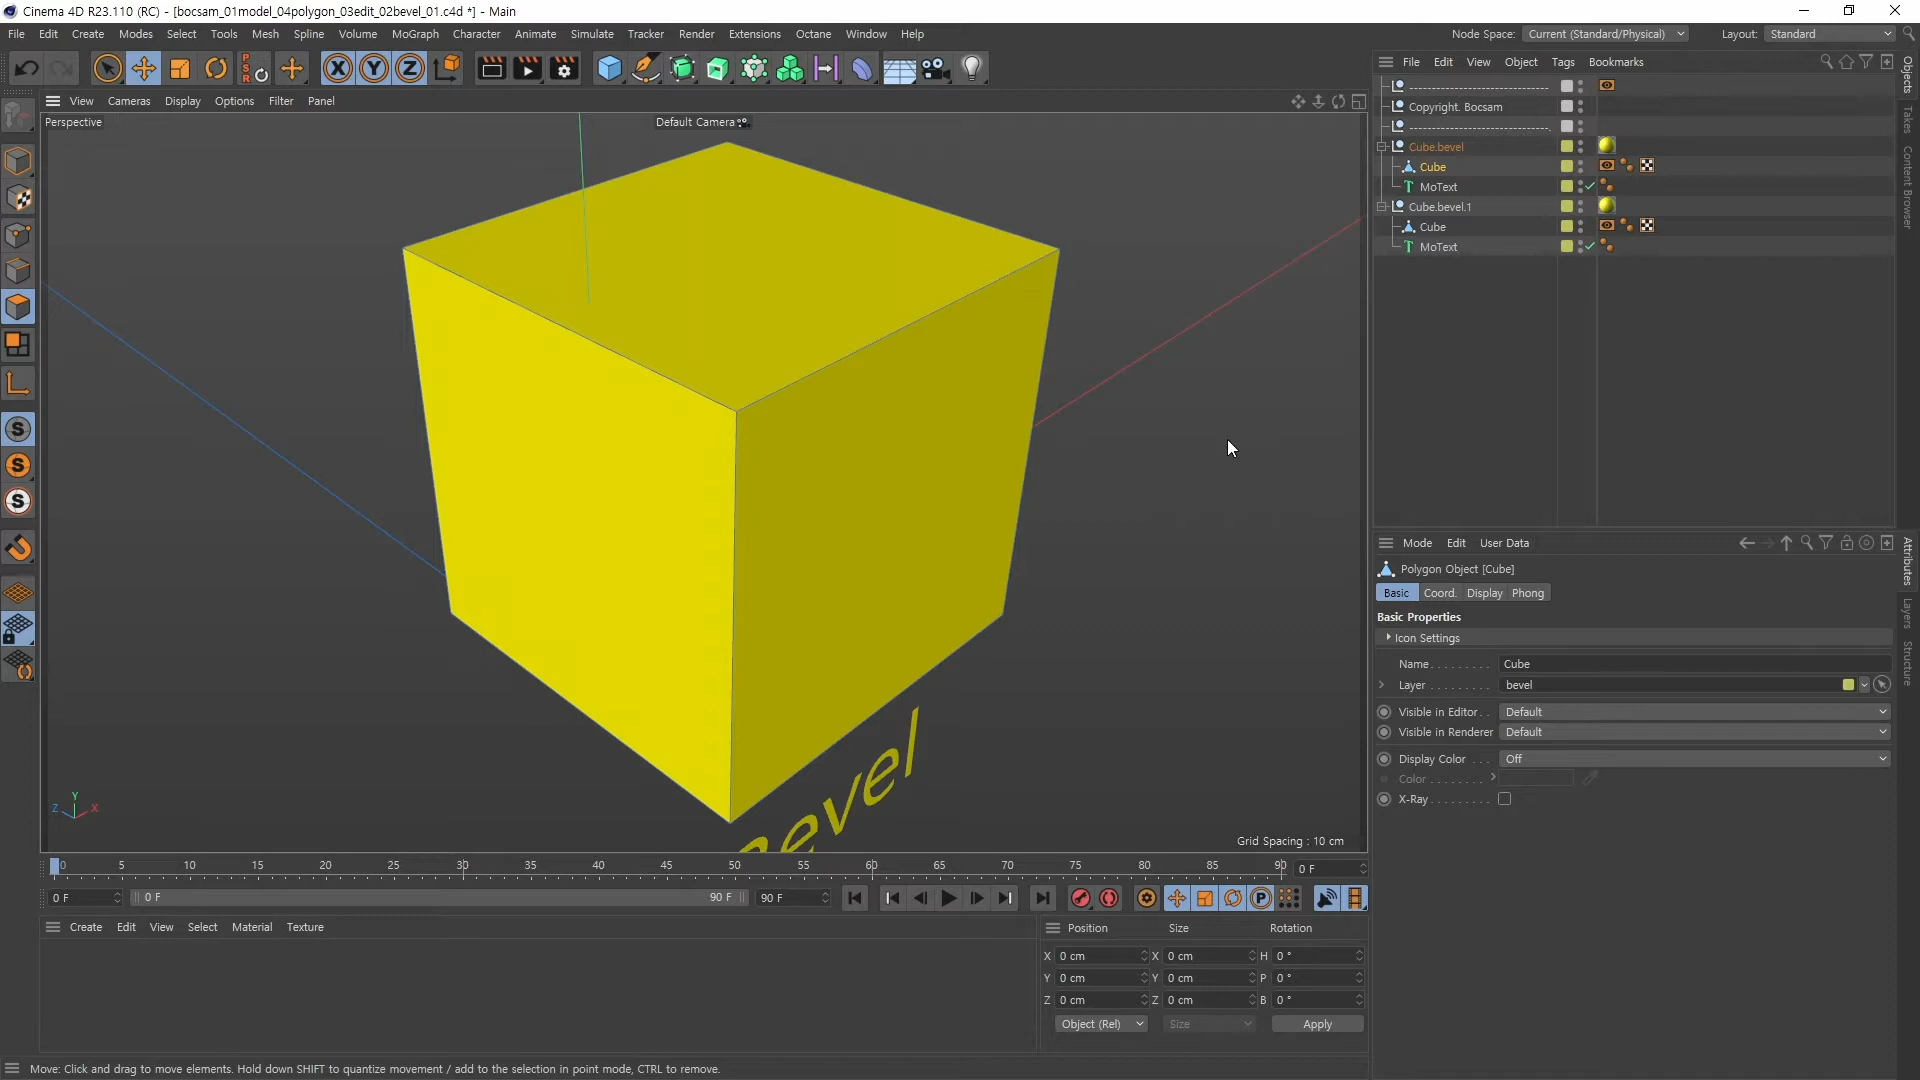 Cinema 4D R23.110 (RC) - [bocsam_01model_04polygon_03edit_02bevel_01.c4d *] - Main
File Edit Create Modes Select Tools Mesh Spline Volume MoGraph Character Animate Simulate Tracker Render Extensions Octane Window Help
Node Space: Current (Standard/Physical) Layout: Standard
PSR X Y Z
File Edit View Object Tags Bookmarks
View Cameras Display Options Filter Panel
Perspective
Default Camera
--------------------------------
Copyright. Bocsam
--------------------------------.
Cube.bevel
Cube
MoText
Cube.bevel.1
Cube
MoText
Objects
Takes
Content Browser
S
S
S
bevel
Y
Z X
Grid Spacing : 10 cm
Mode Edit User Data
Polygon Object [Cube]
Basic Coord. Display Phong
Basic Properties
Icon Settings
Name . . . . . . . . . Cube
Layer . . . . . . . . . bevel
Visible in Editor . . Default
Visible in Renderer Default
Display Color . . . Off
Color . . . . . . . .
X-Ray . . . . . . . . .
Attributes
Layers
Structure
0 5 10 15 20 25 30 35 40 45 50 55 60 65 70 75 80 85 90 0 F
0 F 0 F 90 F 90 F
P
Create Edit View Select Material Texture
Position Size Rotation
X 0 cm X 0 cm H 0 °
Y 0 cm Y 0 cm P 0 °
Z 0 cm Z 0 cm B 0 °
Object (Rel) Size Apply
Move: Click and drag to move elements. Hold down SHIFT to quantize movement / add to the selection in point mode, CTRL to remove.